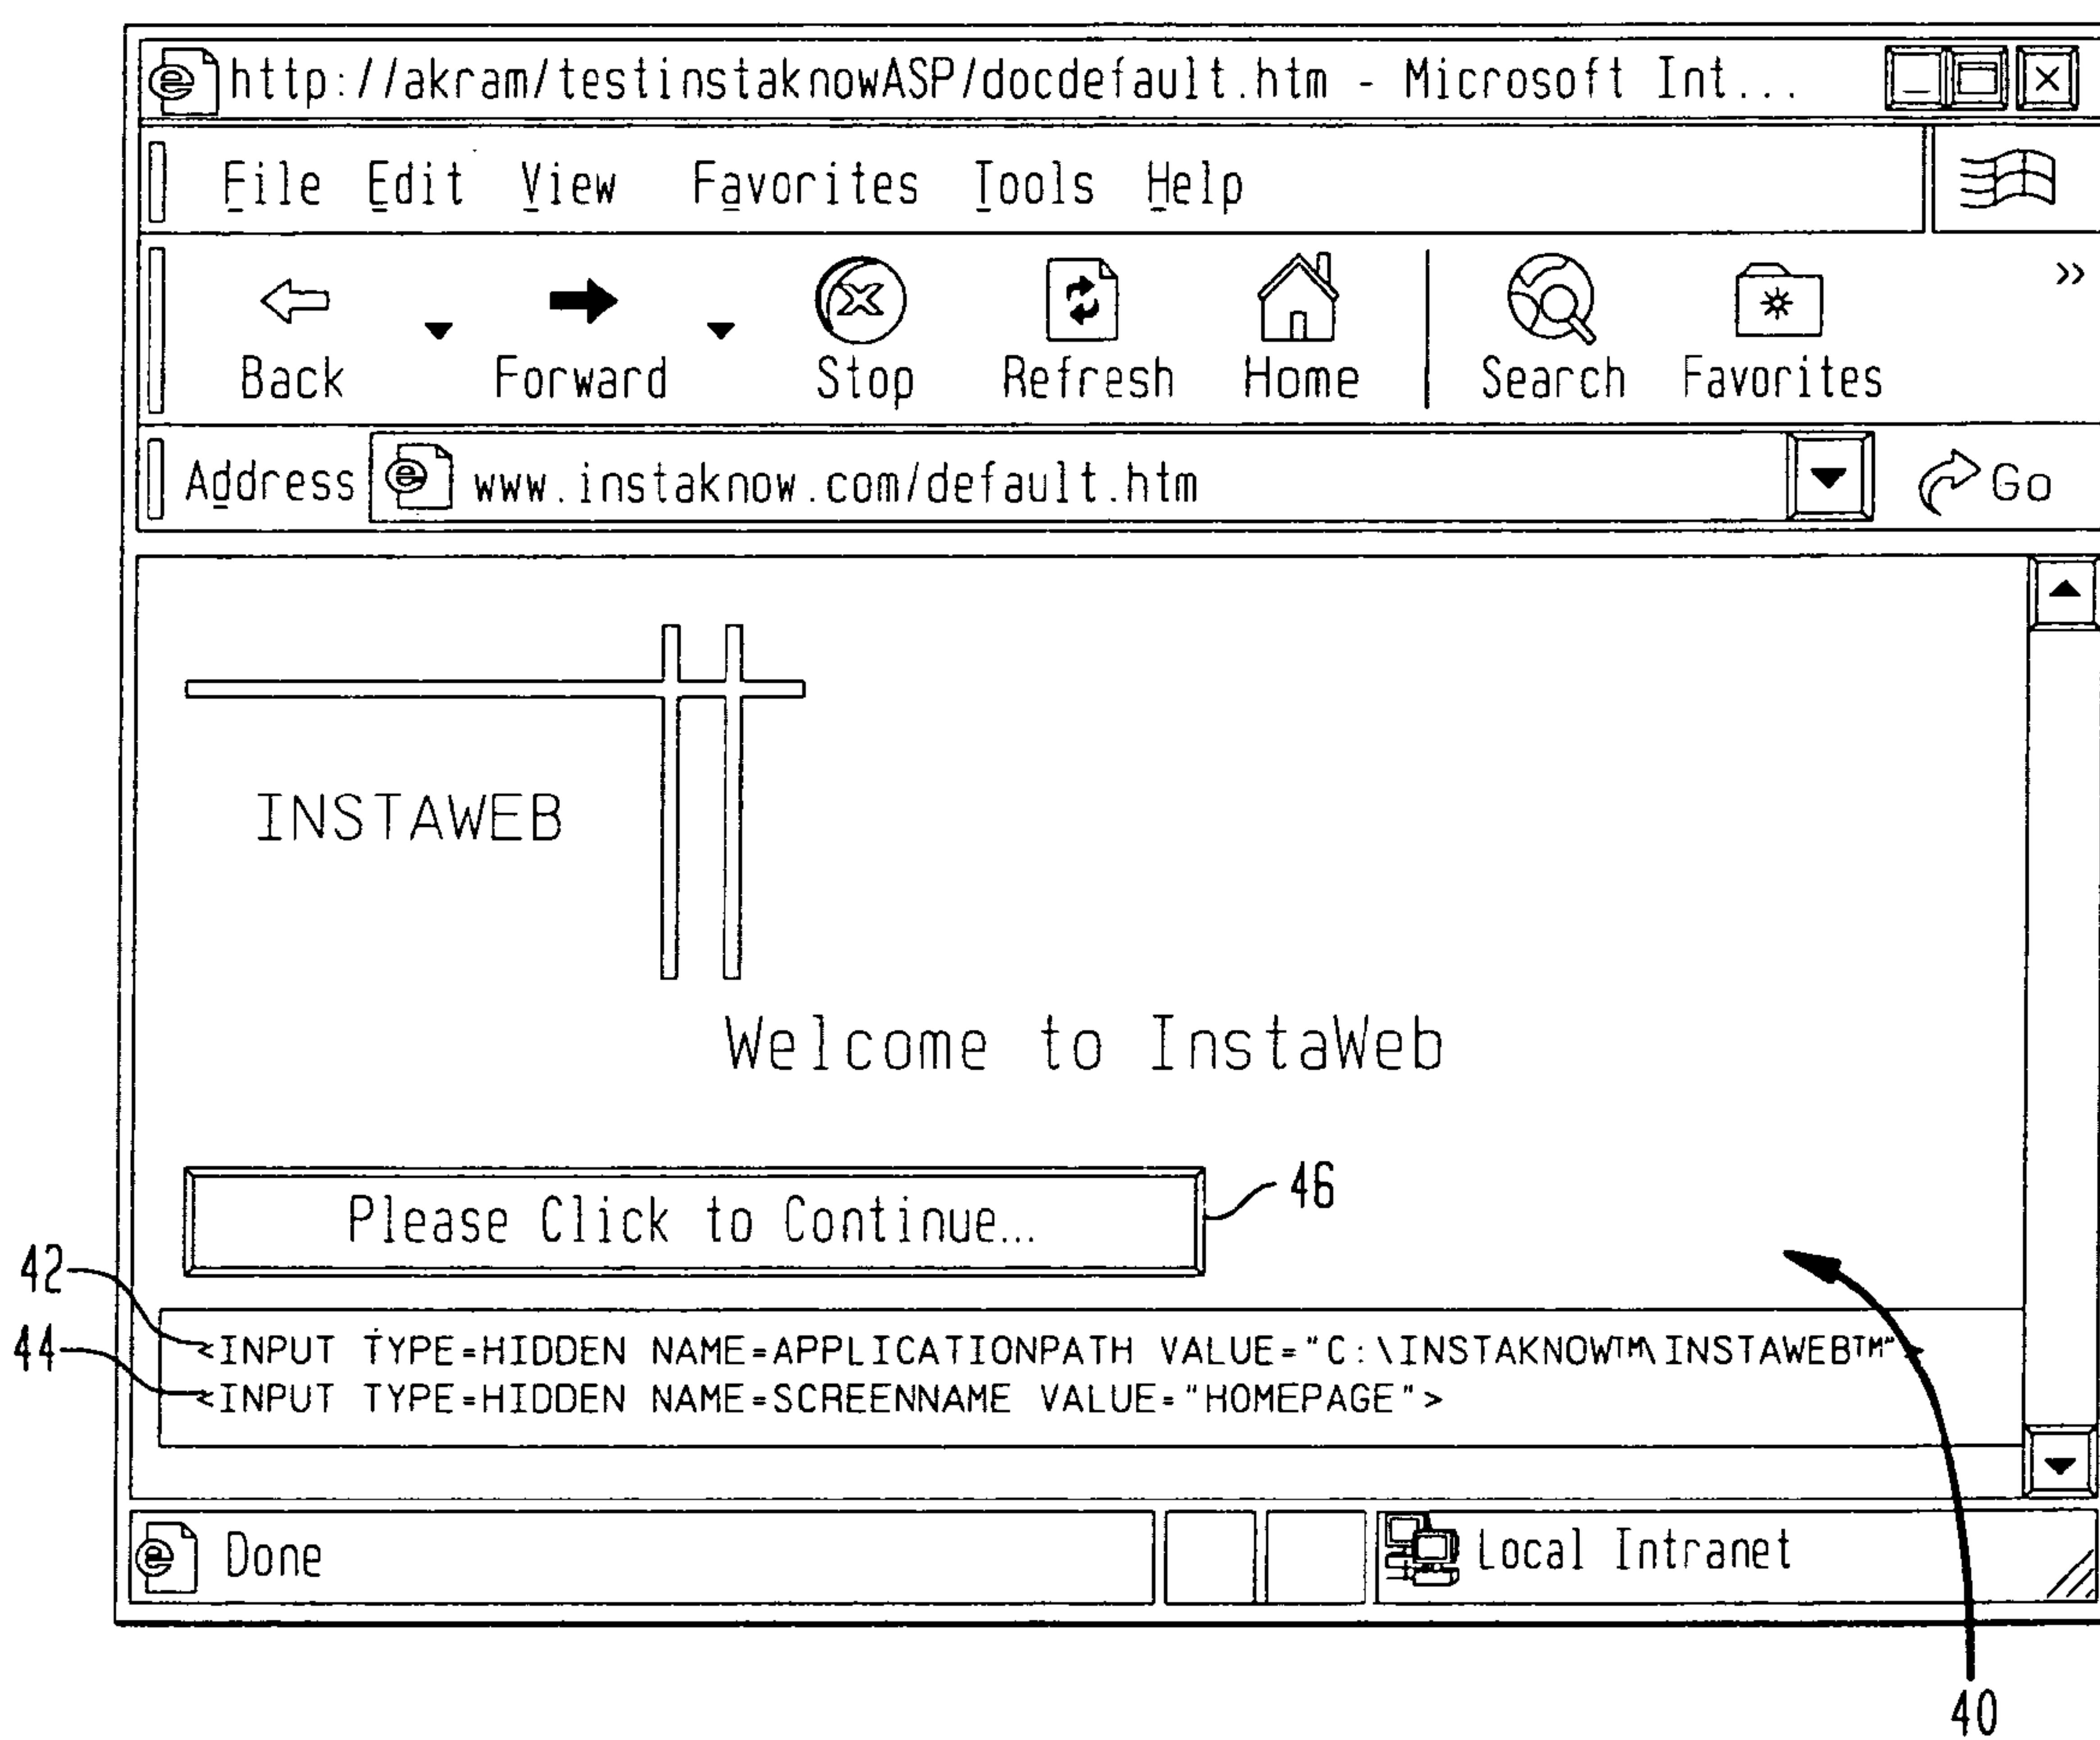 http://akram/testinstaknowASP/docdefault.htm - Microsoft Int...
File Edit View Favorites Tools Help
»
Back Forward Stop Refresh Home Search Favorites
Address www.instaknow.com/default.htm Go
INSTAWEB
Welcome to InstaWeb
Please Click to Continue...
46
42
<INPUT TYPE=HIDDEN NAME=APPLICATIONPATH VALUE="C:\INSTAKNOW™\INSTAWEB™">
44
<INPUT TYPE=HIDDEN NAME=SCREENNAME VALUE="HOMEPAGE">
Done Local Intranet
40